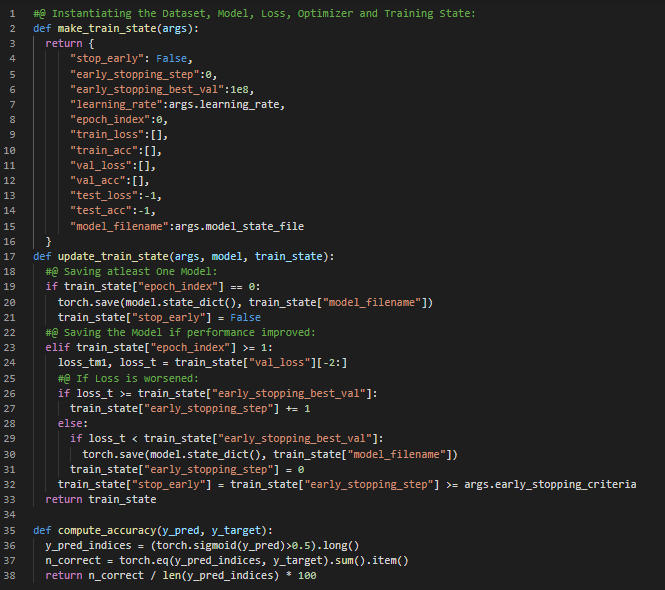 1 #@ Instantiating the Dataset, Model, Loss, Optimizer and Training State:
2 def make_train_state(args):
3   return {
4       "stop_early": False,
5       "early_stopping_step":0,
6       "early_stopping_best_val":1e8,
7       "learning_rate":args.learning_rate,
8       "epoch_index":0,
9       "train_loss":[],
10       "train_acc":[],
11       "val_loss":[],
12       "val_acc":[],
13       "test_loss":-1,
14       "test_acc":-1,
15       "model_filename":args.model_state_file
16   }
17 def update_train_state(args, model, train_state):
18   #@ Saving atleast One Model:
19   if train_state["epoch_index"] == 0:
20     torch.save(model.state_dict(), train_state["model_filename"])
21     train_state["stop_early"] = False
22   #@ Saving the Model if performance improved:
23   elif train_state["epoch_index"] >= 1:
24     loss_tm1, loss_t = train_state["val_loss"][-2:]
25     #@ If Loss is worsened:
26     if loss_t >= train_state["early_stopping_best_val"]:
27       train_state["early_stopping_step"] += 1
28     else:
29       if loss_t < train_state["early_stopping_best_val"]:
30         torch.save(model.state_dict(), train_state["model_filename"])
31       train_state["early_stopping_step"] = 0
32     train_state["stop_early"] = train_state["early_stopping_step"] >= args.early_stopping_criteria
33   return train_state
34
35 def compute_accuracy(y_pred, y_target):
36   y_pred_indices = (torch.sigmoid(y_pred)>0.5).long()
37   n_correct = torch.eq(y_pred_indices, y_target).sum().item()
38   return n_correct / len(y_pred_indices) * 100